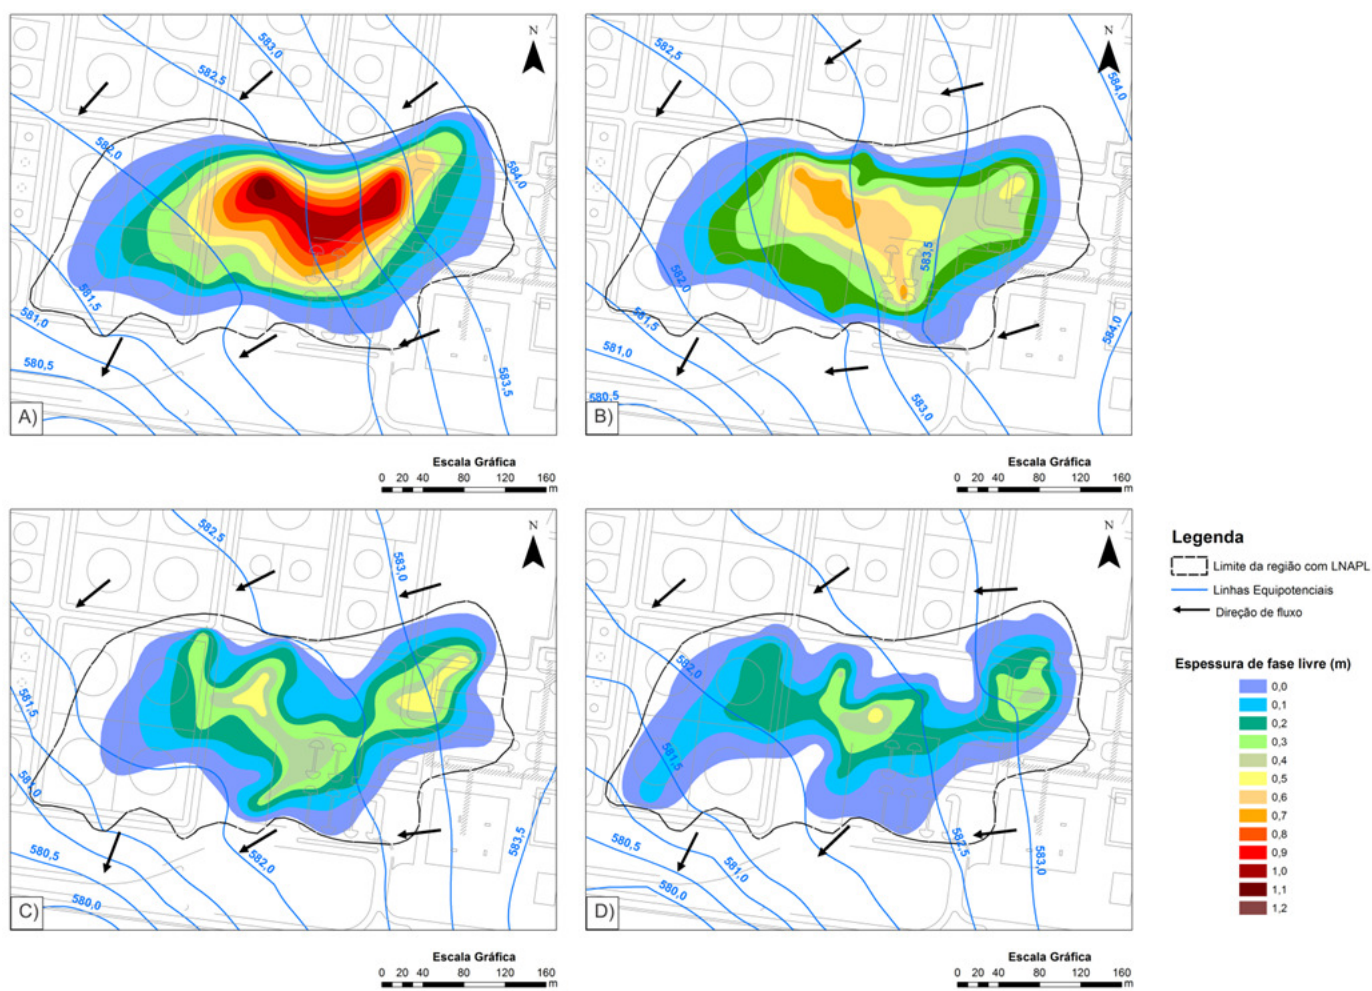 N
583,0
582,5
582,0
584,0
581,5
581,0
580,5
583,5
A)
N
582,5
584,0
583,5
582,0
581,5
581,0
584,0
580,5
583,0
B)
Escala Gráfica
0 20 40 80 120 160
m
Escala Gráfica
0 20 40 80 120 160
m
N
582,5
583,0
581,5
581,0
580,5
582,0
583,5
580,0
C)
N
582,0
581,5
580,5
581,0
582,5
583,0
580,0
D)
Escala Gráfica
0 20 40 80 120 160
m
Escala Gráfica
0 20 40 80 120 160
m
Legenda
Limite da região com LNAPL
Linhas Equipotenciais
Direção de fluxo
Espessura de fase livre (m)
0,0
0,1
0,2
0,3
0,4
0,5
0,6
0,7
0,8
0,9
1,0
1,1
1,2